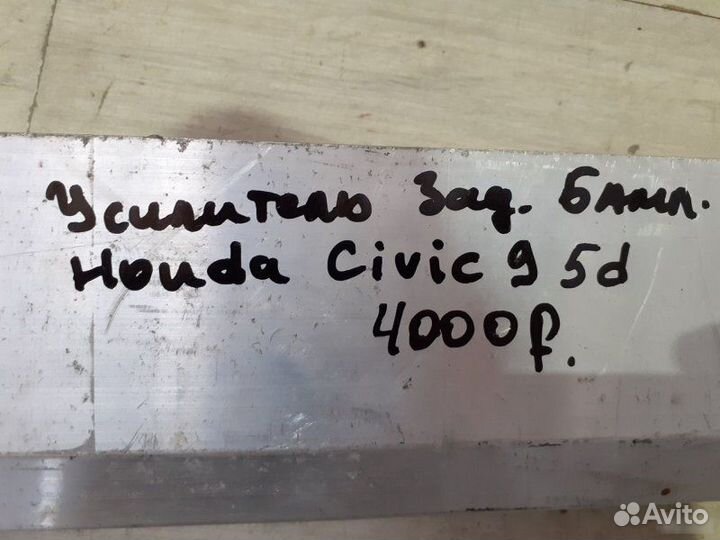 Усилитель Зад. Бамп.
Honda Civic 9 5d
4000р.
Avito